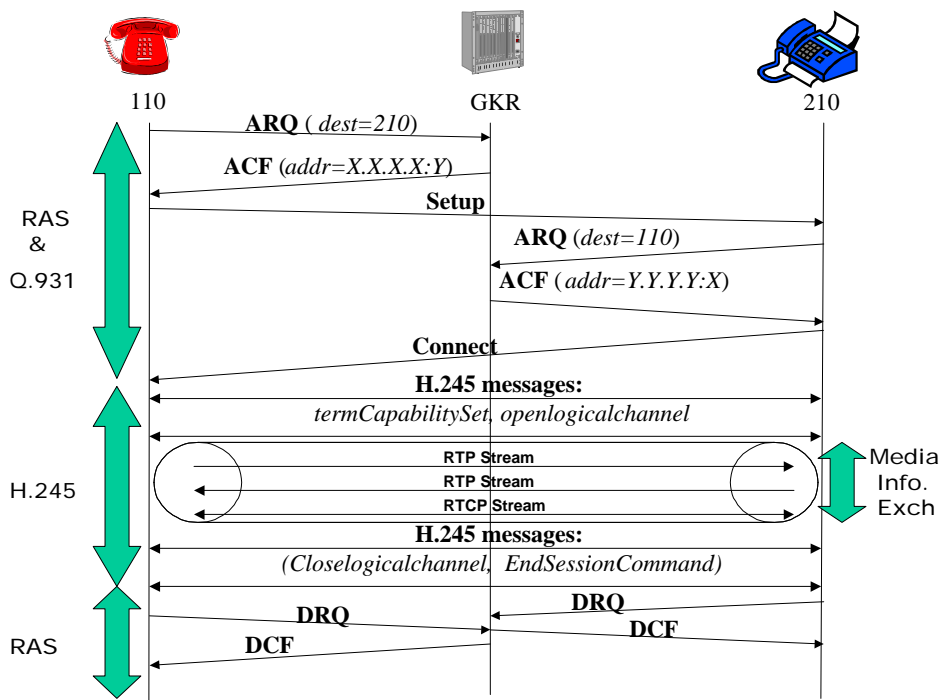 110 GKR 210
ARQ ( dest=210)
ACF (addr=X.X.X.X:Y)
Setup
RAS
&
Q.931
ARQ (dest=110)
ACF ( addr=Y.Y.Y.Y:X)
Connect
H.245 messages:
termCapabilitySet, openlogicalchannel
RTP Stream
RTP Stream
RTCP Stream
H.245
Media
Info.
Exch
H.245 messages:
(Closelogicalchannel, EndSessionCommand)
DRQ
DRQ
DCF
DCF
RAS